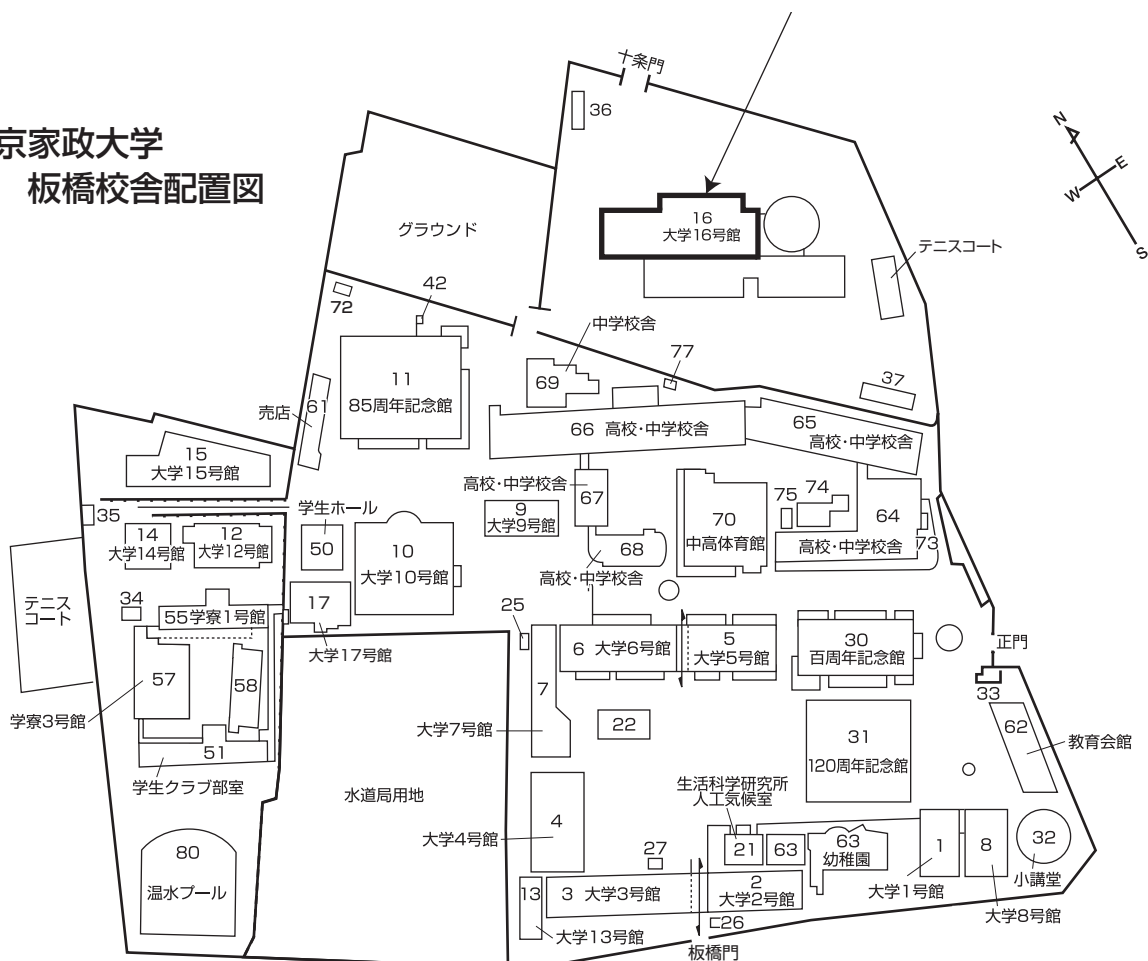 京家政大学
板橋校舎配置図
十条門
36
N
E
W
S
グラウンド
16
大学16号館
テニスコート
72
42
中学校舎
77
37
69
11
85周年記念館
売店
61
66 高校・中学校舎
65
高校・中学校舎
15
大学15号館
高校・中学校舎
67
9
大学9号館
35
学生ホール
50
14
大学14号館
12
大学12号館
10
大学10号館
70
中高体育館
75
74
64
高校・中学校舎
73
68
高校・中学校舎
テニス
コート
34
55学寮1号館
17
大学17号館
25
6 大学6号館
5
大学5号館
30
百周年記念館
正門
33
57
58
学寮3号館
7
大学7号館
22
31
120周年記念館
62
教育会館
51
学生クラブ部室
水道局用地
生活科学研究所
人工気候室
4
大学4号館
80
温水プール
27
21
63
63
幼稚園
1
8
32
小講堂
大学1号館
大学8号館
13
3 大学3号館
2
大学2号館
26
大学13号館
板橋門